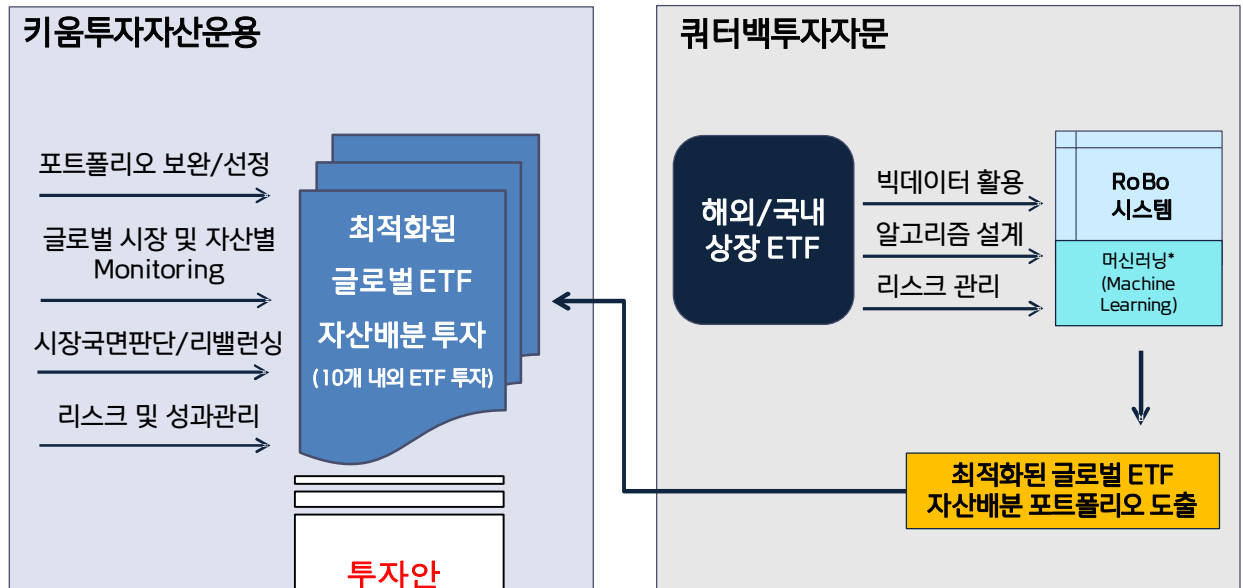 키움투자자산운용
포트폴리오 보완/선정
글로벌 시장 및 자산별
Monitoring
시장국면판단/리밸런싱
리스크 및 성과관리
최적화된
글로벌 ETF
자산배분 투자
(10개 내외 ETF 투자)
투자안
쿼터백투자자문
해외/국내
상장 ETF
빅데이터 활용
알고리즘 설계
리스크 관리
RoBo
시스템
머신러닝*
(Machine
Learning)
최적화된 글로벌 ETF
자산배분 포트폴리오 도출